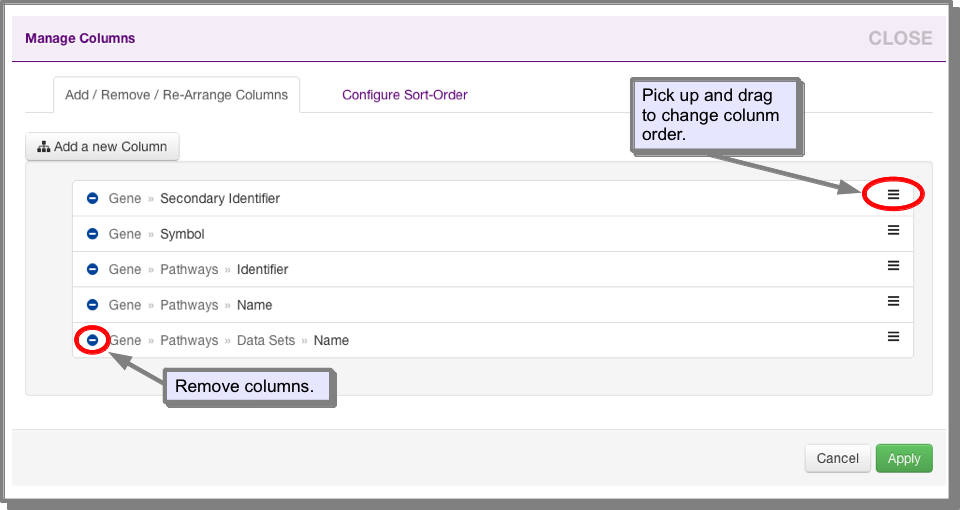 Manage Columns
CLOSE
Add / Remove / Re-Arrange Columns
Configure Sort-Order
Pick up and drag
to change colunm
order.
Add a new Column
Gene » Secondary Identifier
Gene » Symbol
Gene » Pathways » Identifier
Gene » Pathways » Name
Gene » Pathways » Data Sets » Name
Remove columns.
Cancel
Apply